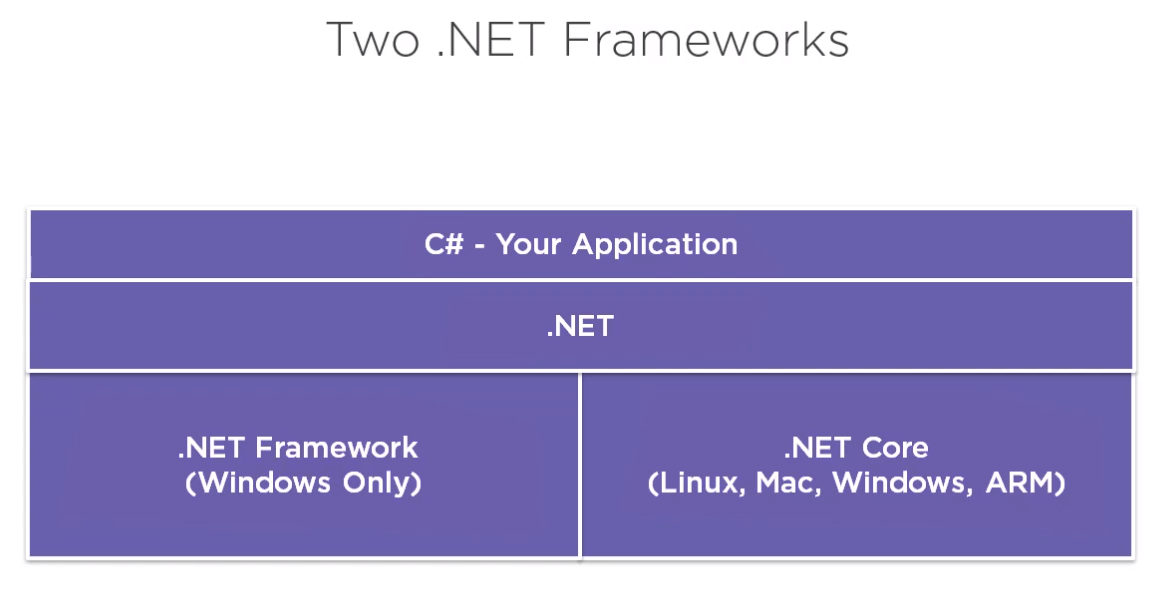 Two .NET Frameworks
C# - Your Application
.NET
.NET Framework
(Windows Only)
.NET Core
(Linux, Mac, Windows, ARM)